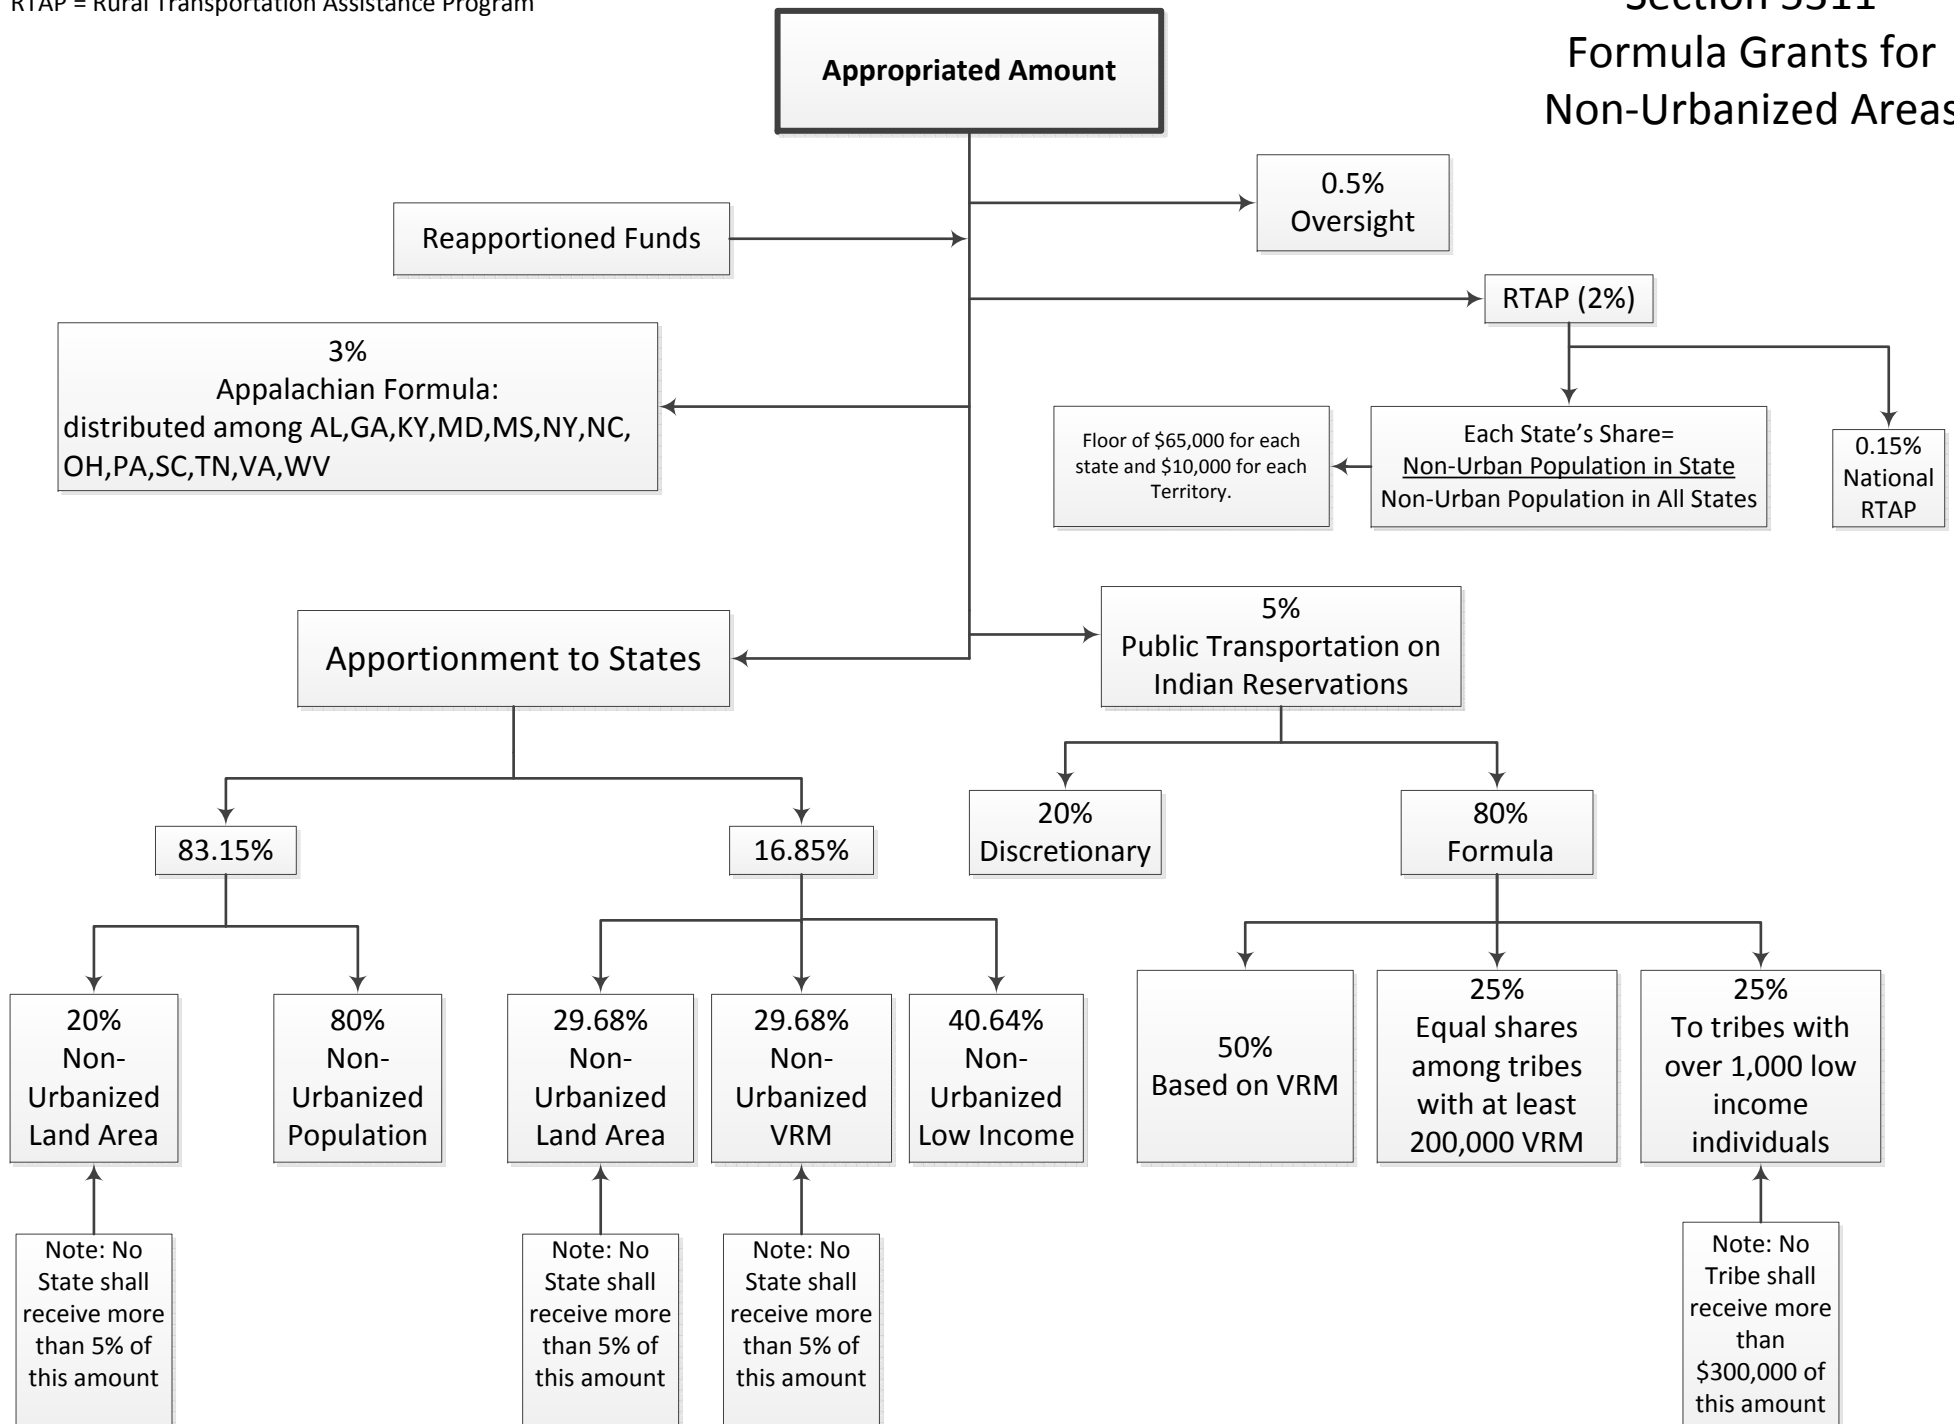 RTAP = Rural Transportation Assistance Program
Section 5311
Formula Grants for
Non-Urbanized Areas
Appropriated Amount
0.5%
Oversight
Reapportioned Funds
RTAP (2%)
3%
Appalachian Formula:
distributed among AL,GA,KY,MD,MS,NY,NC,
OH,PA,SC,TN,VA,WV
Floor of $65,000 for each
state and $10,000 for each
Territory.
Each State’s Share=
Non-Urban Population in State
Non-Urban Population in All States
0.15%
National
RTAP
Apportionment to States
5%
Public Transportation on
Indian Reservations
20%
Discretionary
80%
Formula
83.15%
16.85%
20%
Non-
Urbanized
Land Area
80%
Non-
Urbanized
Population
29.68%
Non-
Urbanized
Land Area
29.68%
Non-
Urbanized
VRM
40.64%
Non-
Urbanized
Low Income
50%
Based on VRM
25%
Equal shares
among tribes
with at least
200,000 VRM
25%
To tribes with
over 1,000 low
income
individuals
Note: No
State shall
receive more
than 5% of
this amount
Note: No
State shall
receive more
than 5% of
this amount
Note: No
State shall
receive more
than 5% of
this amount
Note: No
Tribe shall
receive more
than
$300,000 of
this amount